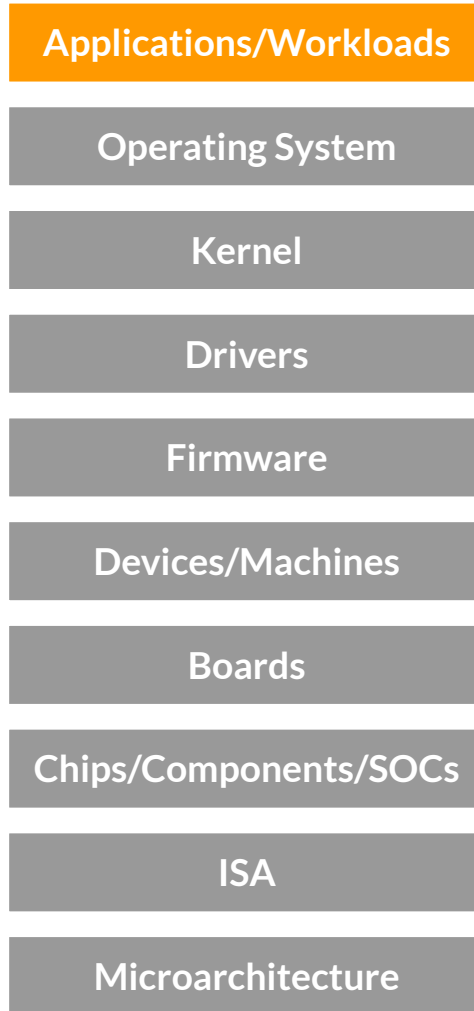 Applications/Workloads
Operating System
Kernel
Drivers
Firmware
Devices/Machines
Boards
Chips/Components/SOCs
ISA
Microarchitecture